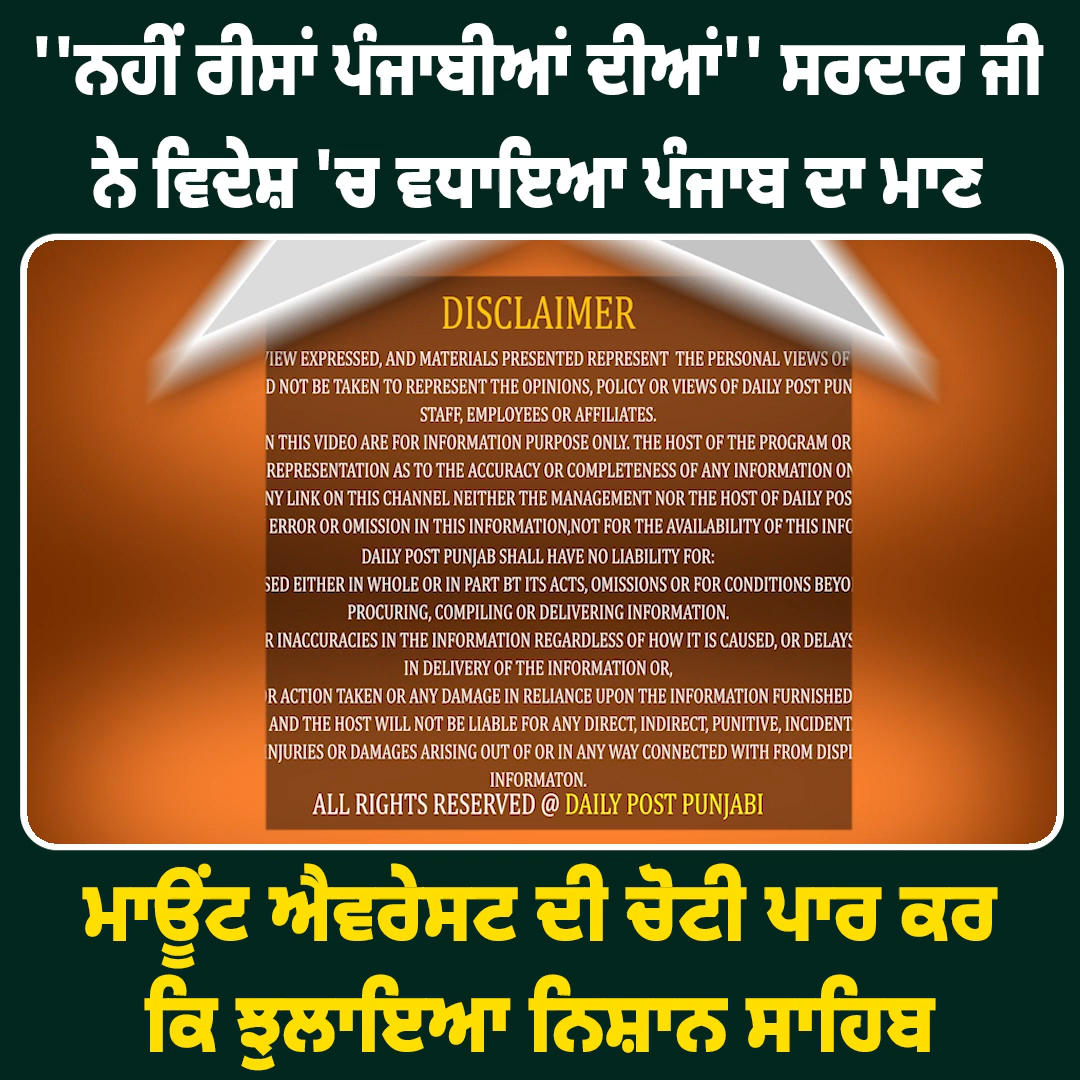 ''ਨਹੀਂ ਰੀਸਾਂ ਪੰਜਾਬੀਆਂ ਦੀਆਂ'' ਸਰਦਾਰ ਜੀ
ਨੇ ਵਿਦੇਸ਼ 'ਚ ਵਧਾਇਆ ਪੰਜਾਬ ਦਾ ਮਾਣ
DISCLAIMER
IEW EXPRESSED, AND MATERIALS PRESENTED REPRESENT THE PERSONAL VIEWS OF
D NOT BE TAKEN TO REPRESENT THE OPINIONS, POLICY OR VIEWS OF DAILY POST PUN
STAFF, EMPLOYEES OR AFFILIATES.
N THIS VIDEO ARE FOR INFORMATION PURPOSE ONLY. THE HOST OF THE PROGRAM OR
REPRESENTATION AS TO THE ACCURACY OR COMPLETENESS OF ANY INFORMATION ON
NY LINK ON THIS CHANNEL NEITHER THE MANAGEMENT NOR THE HOST OF DAILY POS
ERROR OR OMISSION IN THIS INFORMATION,NOT FOR THE AVAILABILITY OF THIS INFO
DAILY POST PUNJAB SHALL HAVE NO LIABILITY FOR:
SED EITHER IN WHOLE OR IN PART BT ITS ACTS, OMISSIONS OR FOR CONDITIONS BEYO
PROCURING, COMPILING OR DELIVERING INFORMATION.
R INACCURACIES IN THE INFORMATION REGARDLESS OF HOW IT IS CAUSED, OR DELAYS
IN DELIVERY OF THE INFORMATION OR,
R ACTION TAKEN OR ANY DAMAGE IN RELIANCE UPON THE INFORMATION FURNISHED
AND THE HOST WILL NOT BE LIABLE FOR ANY DIRECT, INDIRECT, PUNITIVE, INCIDENT
NJURIES OR DAMAGES ARISING OUT OF OR IN ANY WAY CONNECTED WITH FROM DISPL
INFORMATON.
ALL RIGHTS RESERVED @ DAILY POST PUNJABI
ਮਾਊਂਟ ਐਵਰੇਸਟ ਦੀ ਚੋਟੀ ਪਾਰ ਕਰ
ਕਿ ਝੁਲਾਇਆ ਨਿਸ਼ਾਨ ਸਾਹਿਬ